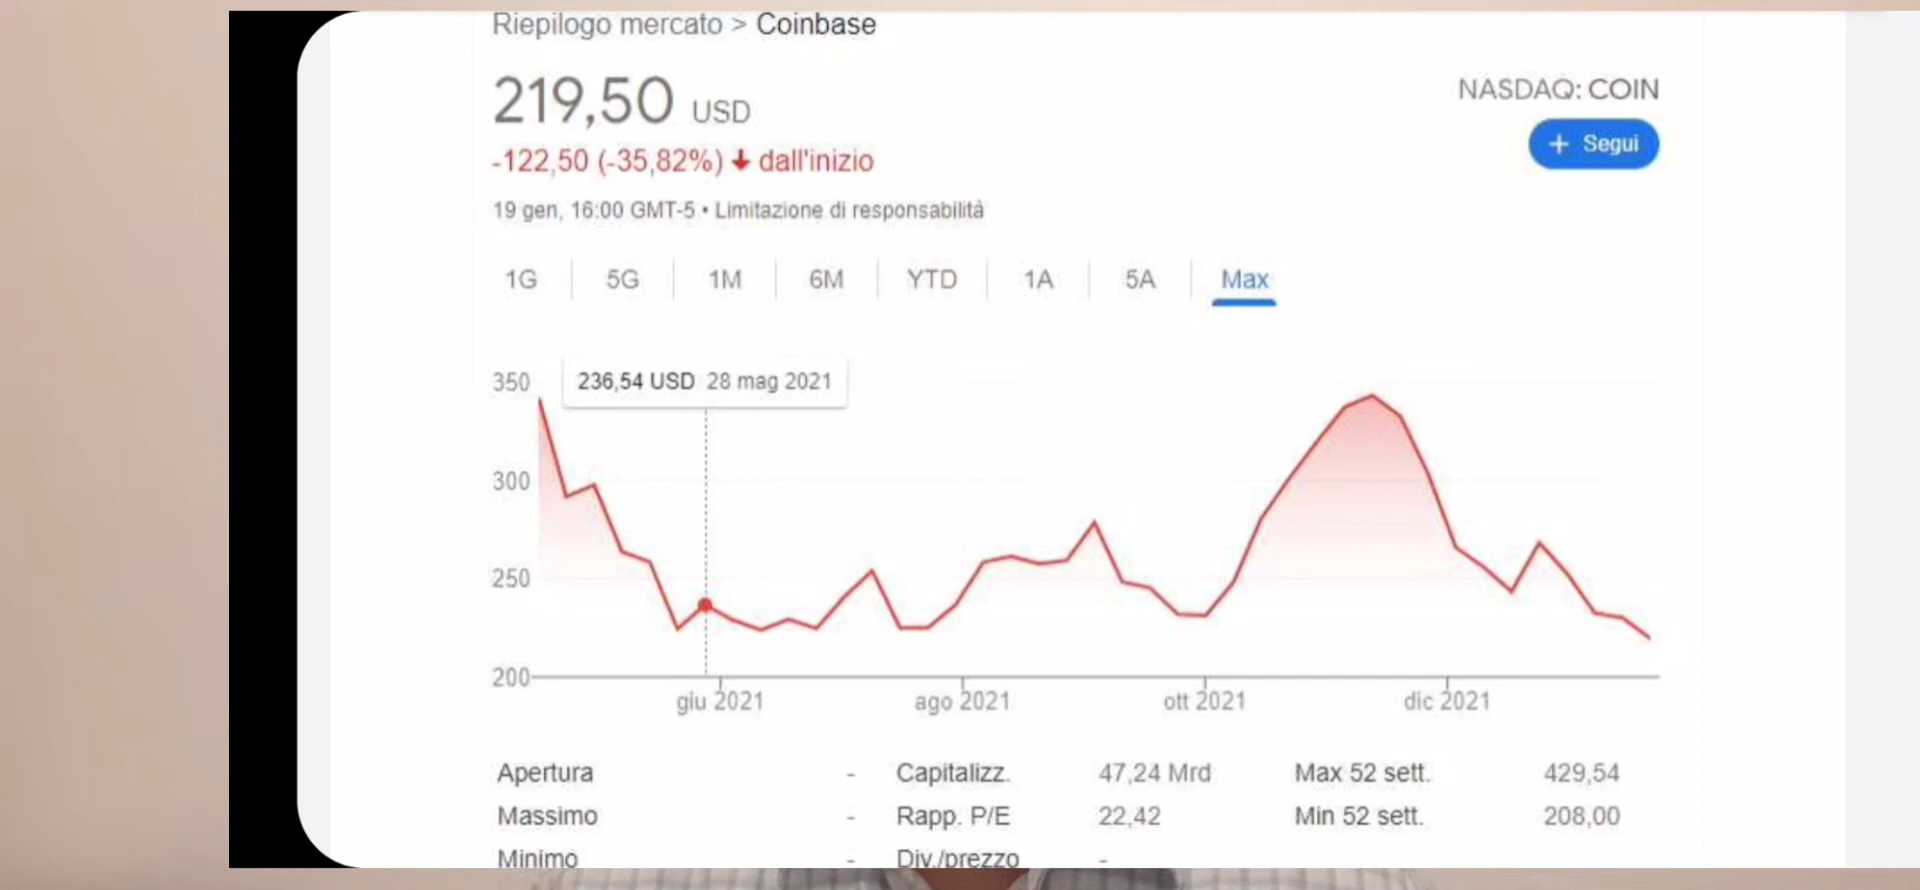 Riepilogo mercato > Coinbase
219,50 USD
NASDAQ: COIN
+ Segui
-122,50 (-35,82%) ↓ dall'inizio
19 gen, 16:00 GMT-5 • Limitazione di responsabilità
1G 5G 1M 6M YTD 1A 5A Max
236,54 USD 28 mag 2021
350
300
250
200
giu 2021 ago 2021 ott 2021 dic 2021
Apertura - Capitalizz. 47,24 Mrd Max 52 sett. 429,54
Massimo - Rapp. P/E 22,42 Min 52 sett. 208,00
Minimo - Div./prezzo -